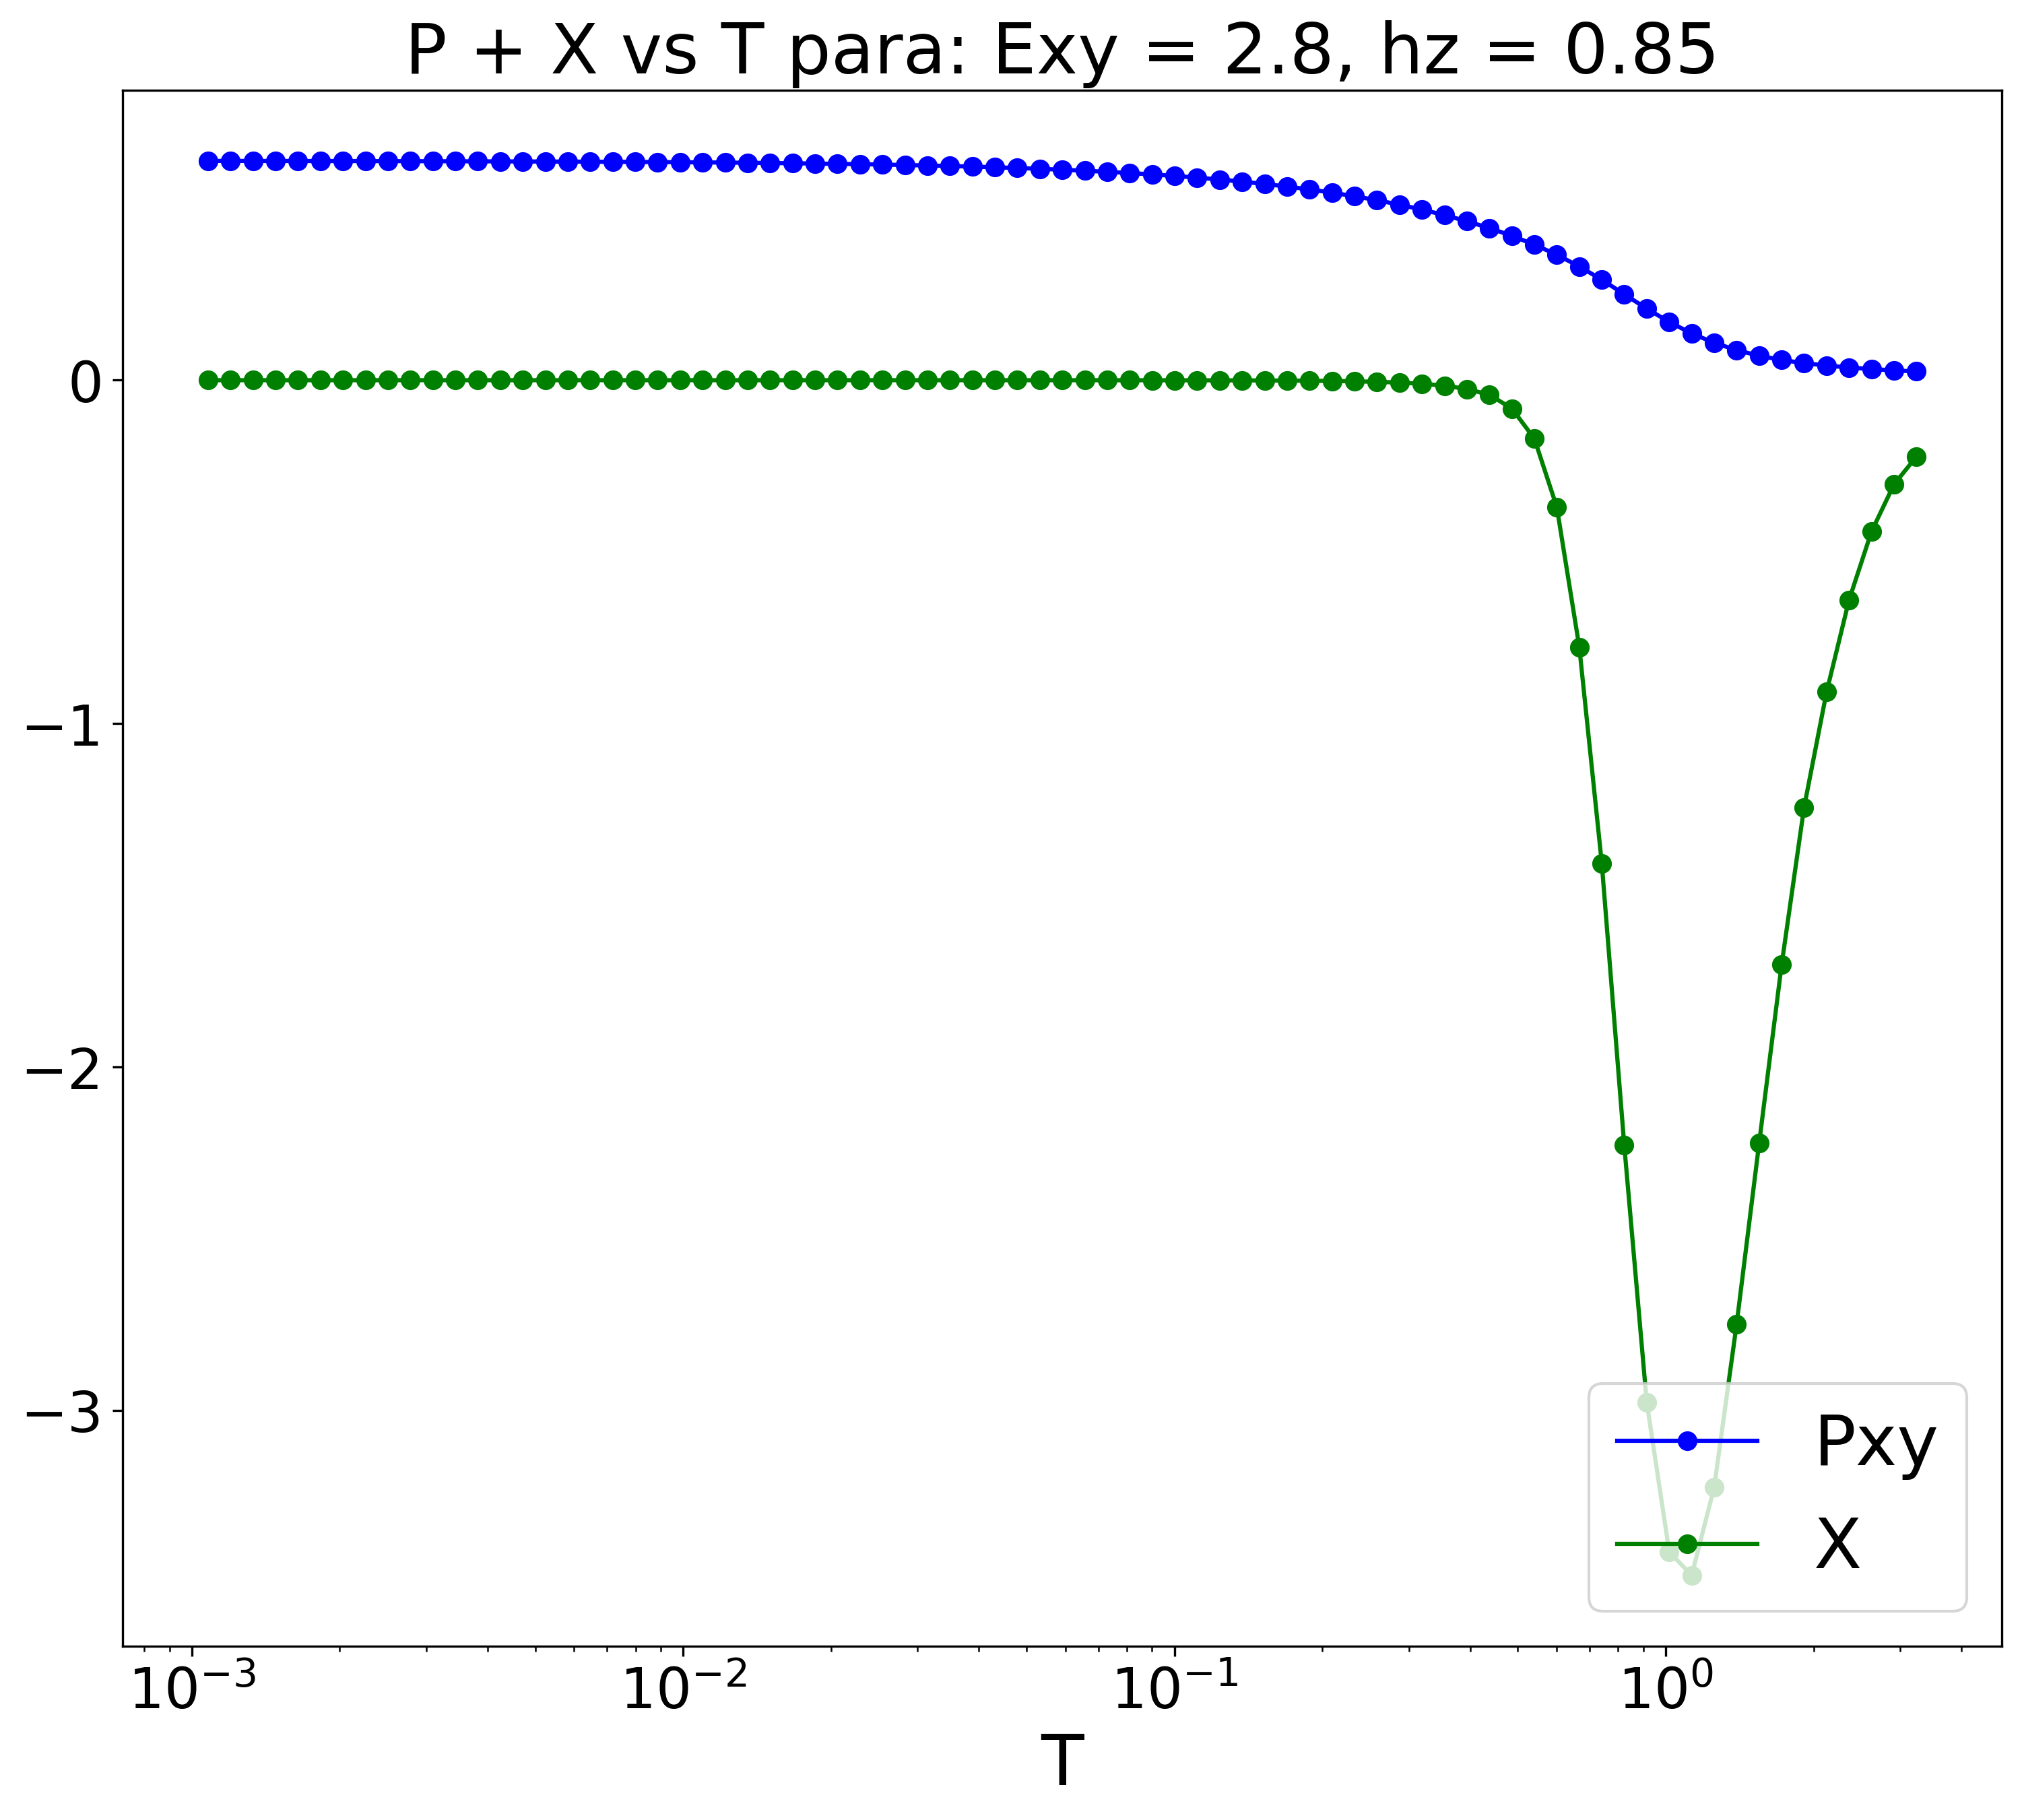 P + X vs T para: Exy = 2.8, hz = 0.85
0
−1
−2
−3
Pxy
X
10⁻³ 10⁻² 10⁻¹ 10⁰
T